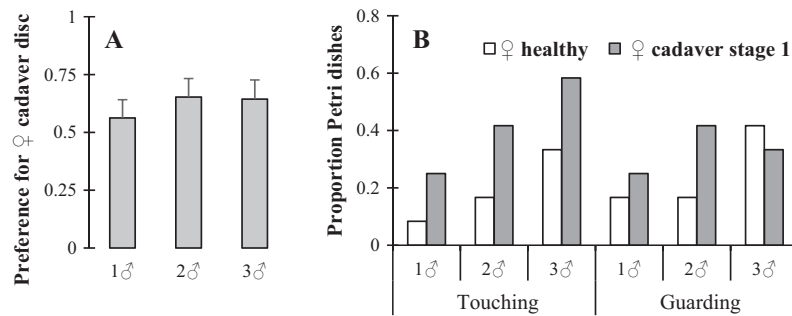 A
Preference for ♀ cadaver disc
1
0.75
0.5
0.25
0
1♂ 2♂ 3♂
B
♀ healthy ♀ cadaver stage 1
Proportion Petri dishes
0.8
0.6
0.4
0.2
0
1♂ 2♂ 3♂ 1♂ 2♂ 3♂
Touching Guarding